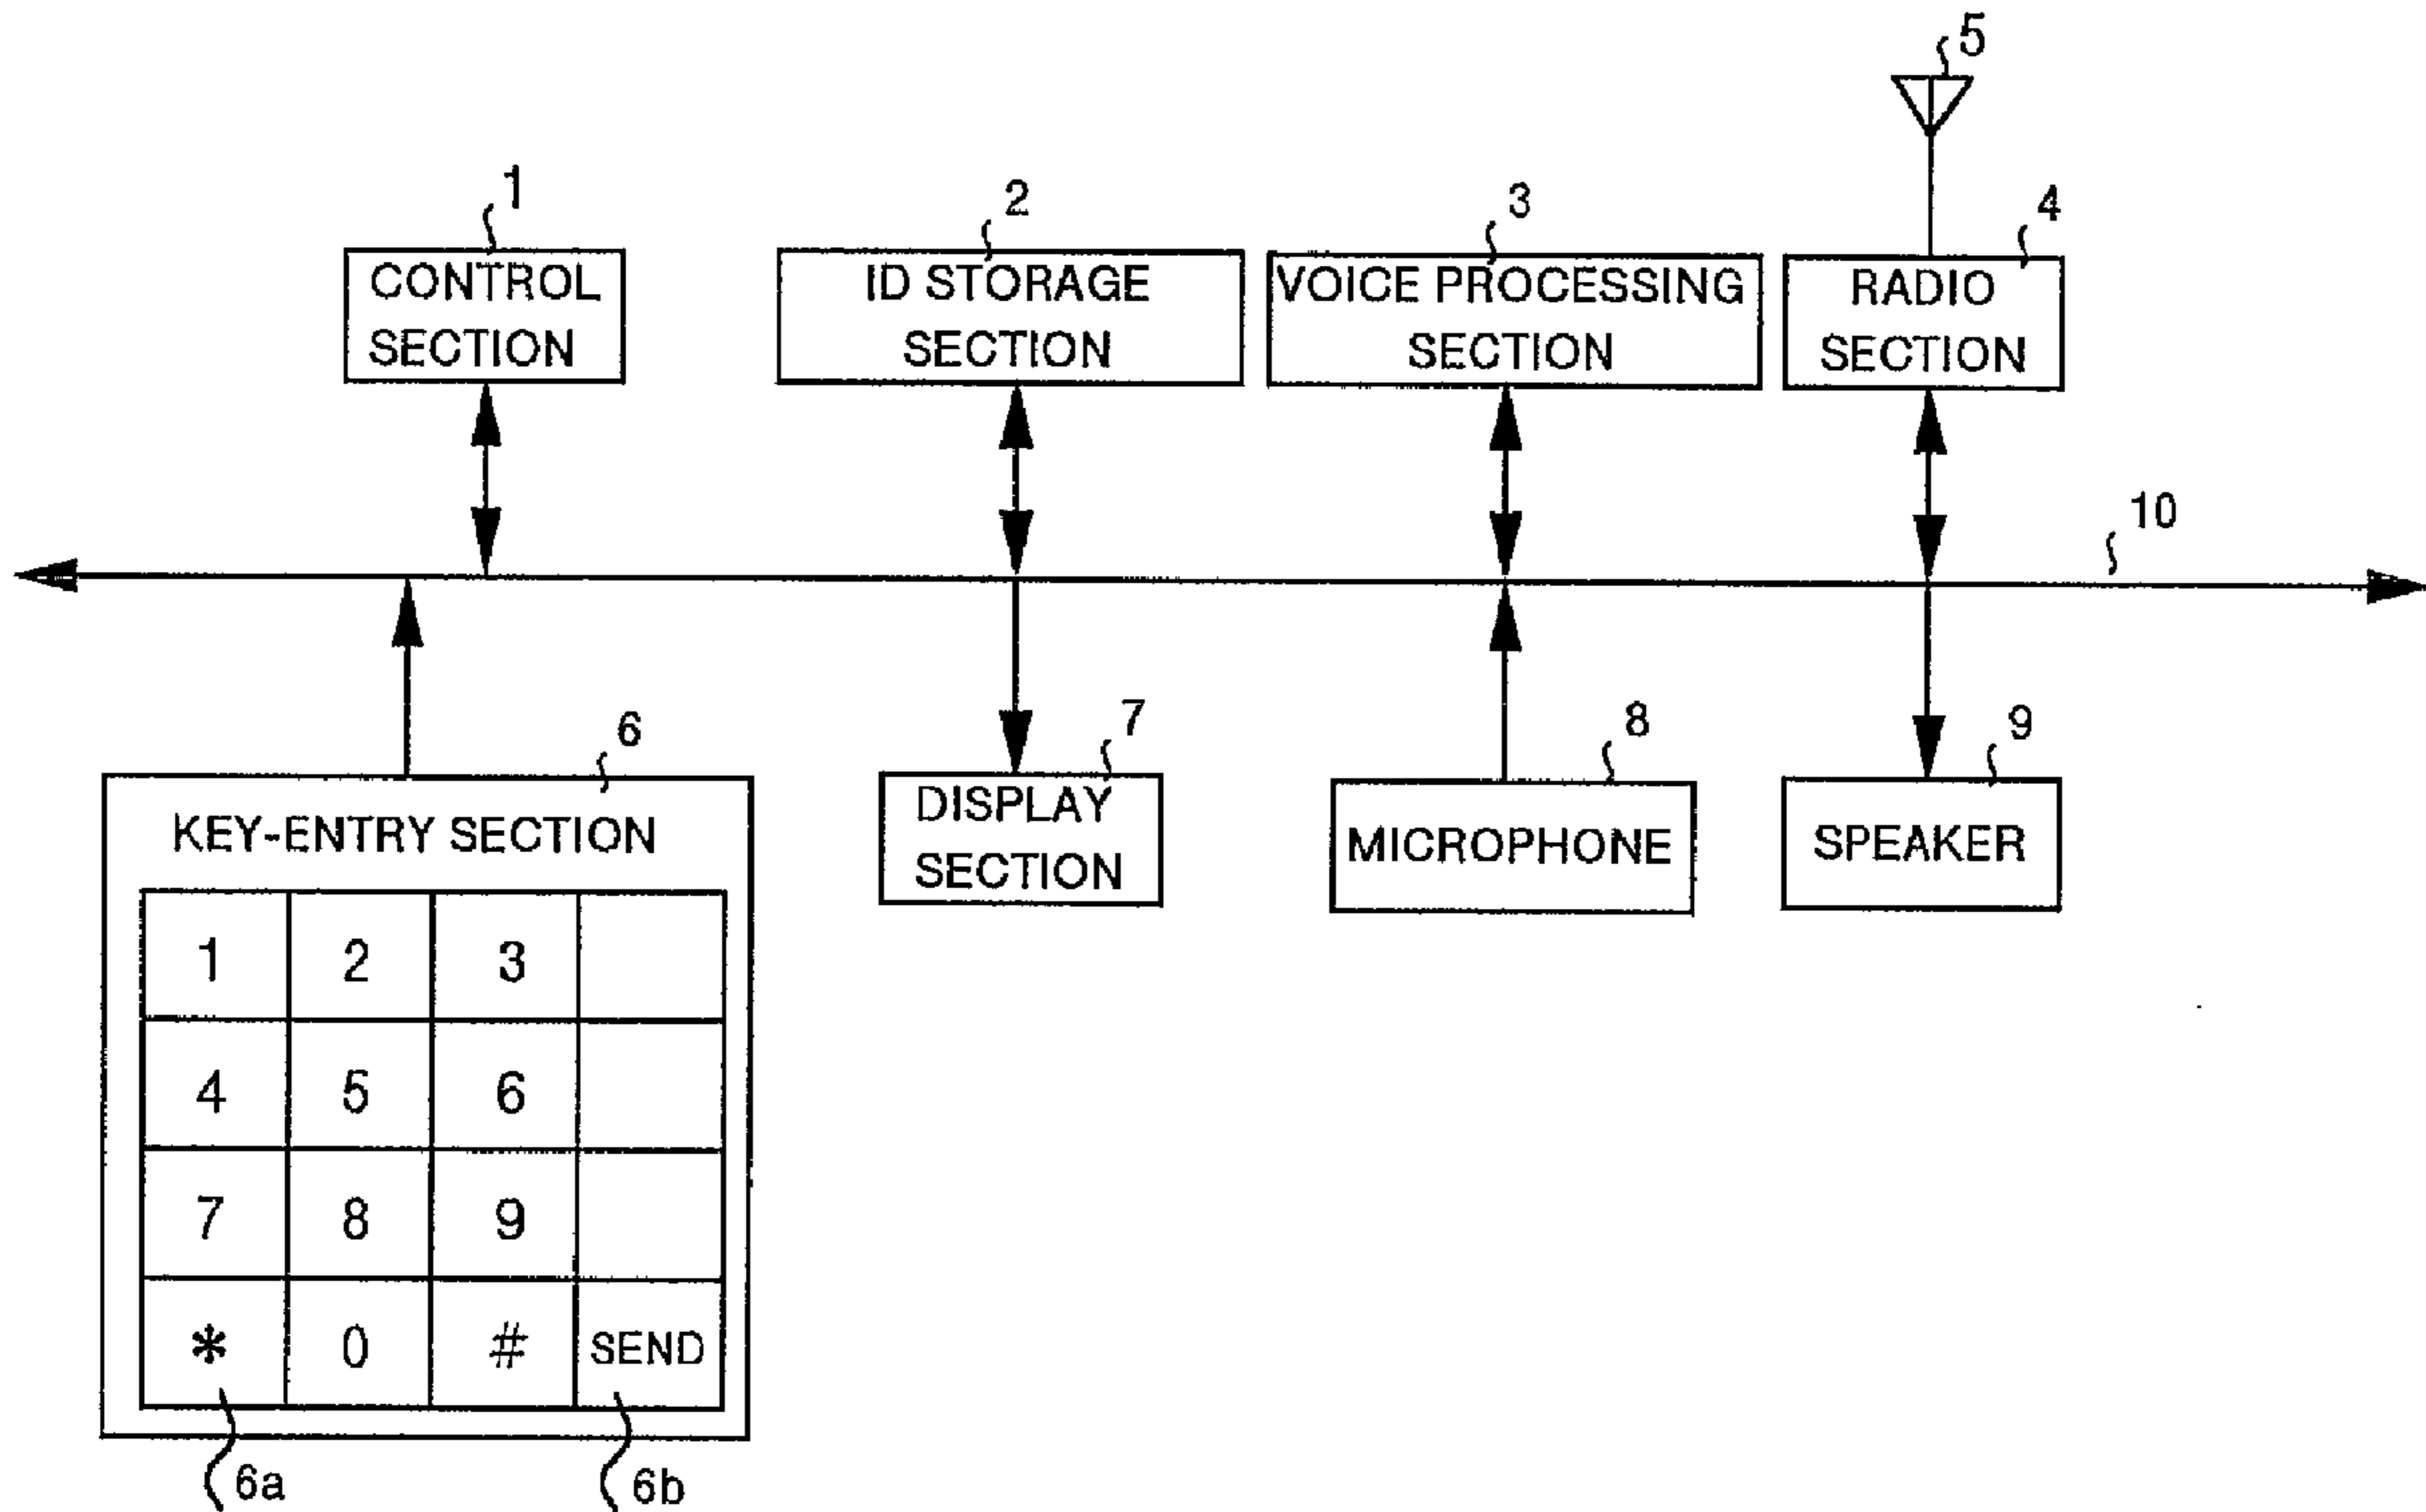 5
1
2
3
4
CONTROL
SECTION
ID STORAGE
SECTION
VOICE PROCESSING
SECTION
RADIO
SECTION
10
6
7
8
9
KEY-ENTRY SECTION
DISPLAY
SECTION
MICROPHONE
SPEAKER
1 2 3
4 5 6
7 8 9
* 0 # SEND
6a
6b